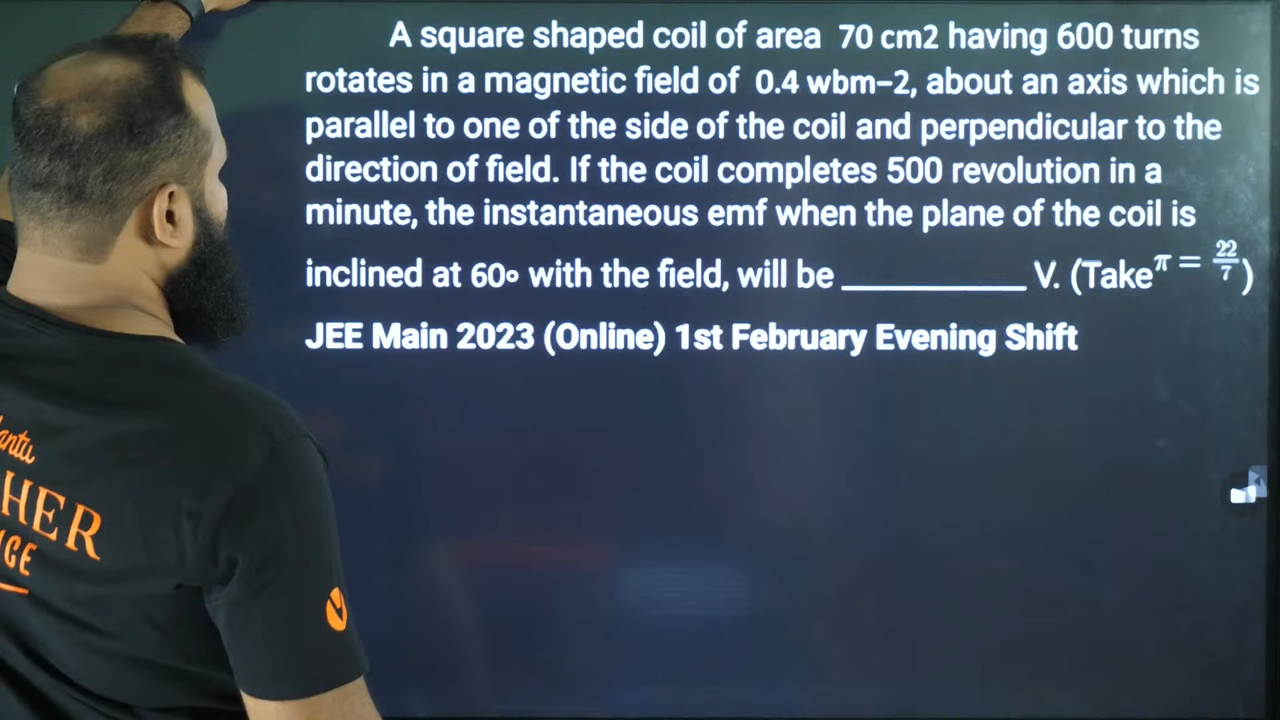 A square shaped coil of area 70 cm2 having 600 turns
rotates in a magnetic field of 0.4 wbm−2, about an axis which is
parallel to one of the side of the coil and perpendicular to the
direction of field. If the coil completes 500 revolution in a
minute, the instantaneous emf when the plane of the coil is
inclined at 60∘ with the field, will be __________ V. (Take π = 22/7)
JEE Main 2023 (Online) 1st February Evening Shift